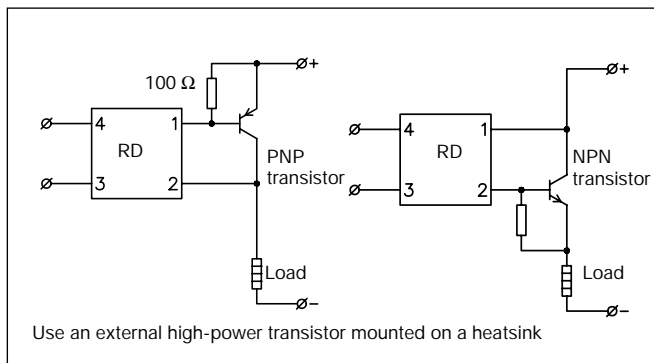 +
100 Ω
4 1
RD
3 2
PNP
transistor
Load
–
+
4 1
RD
3 2
NPN
transistor
Load
–
Use an external high-power transistor mounted on a heatsink